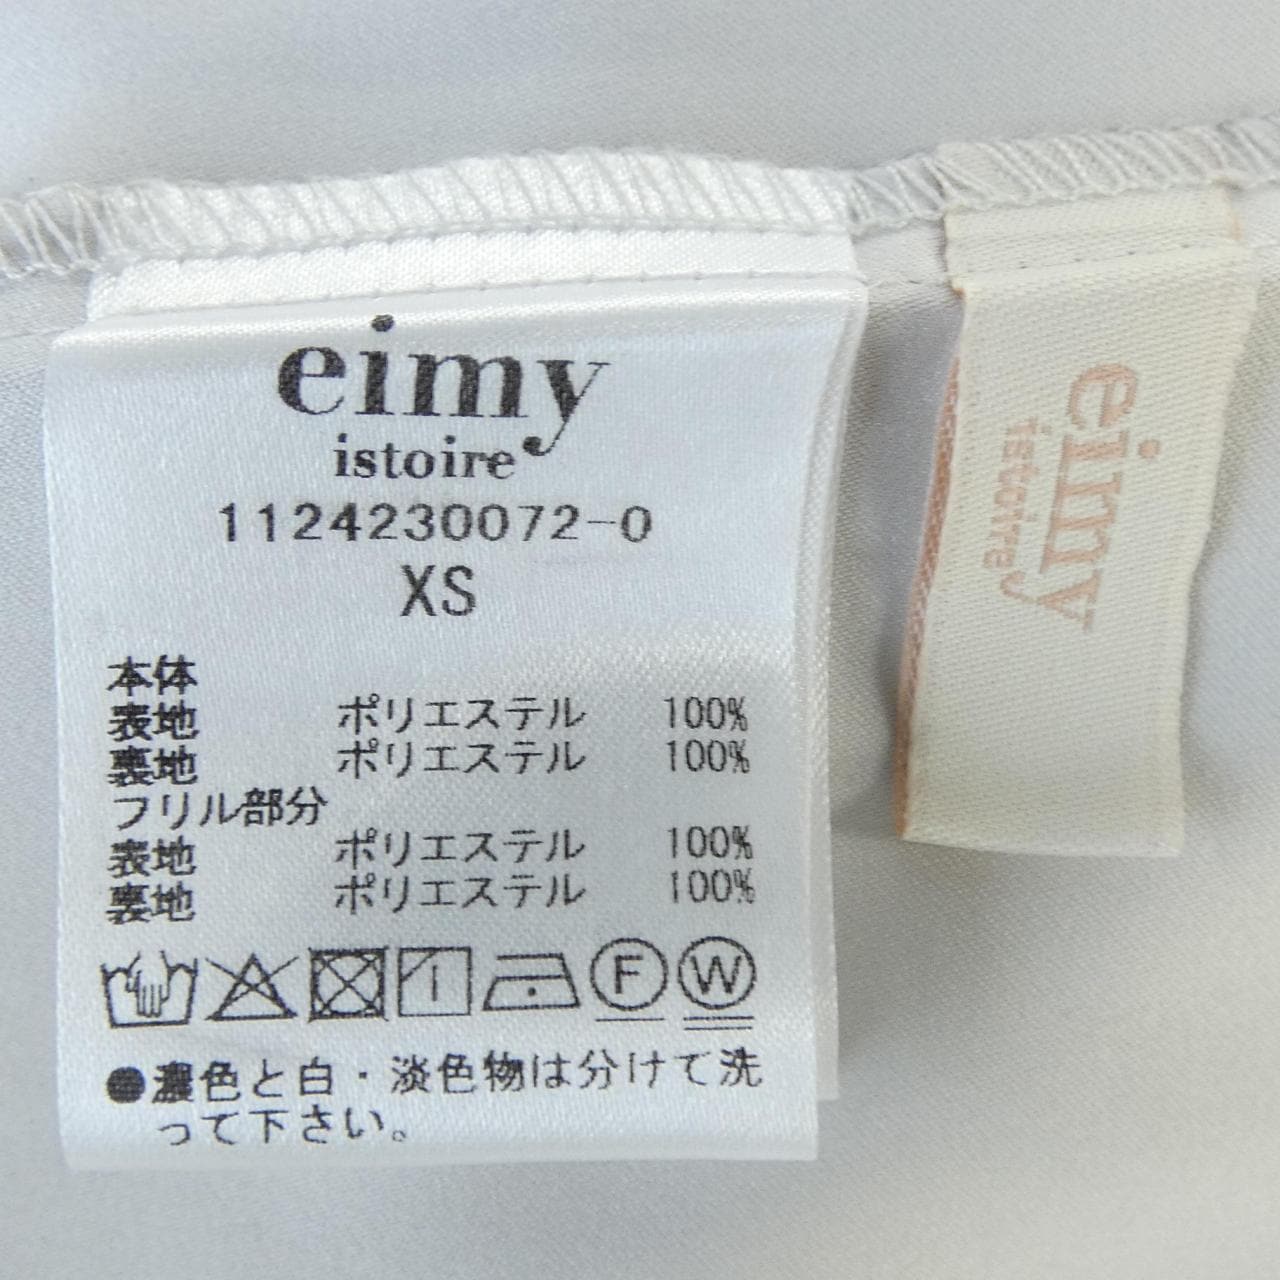 eimy
istoire
1124230072-0
XS
本体
表地 ポリエステル 100%
裏地 ポリエステル 100%
フリル部分
表地 ポリエステル 100%
裏地 ポリエステル 100%
F W
●濃色と白・淡色物は分けて洗
って下さい。
eimy
istoire